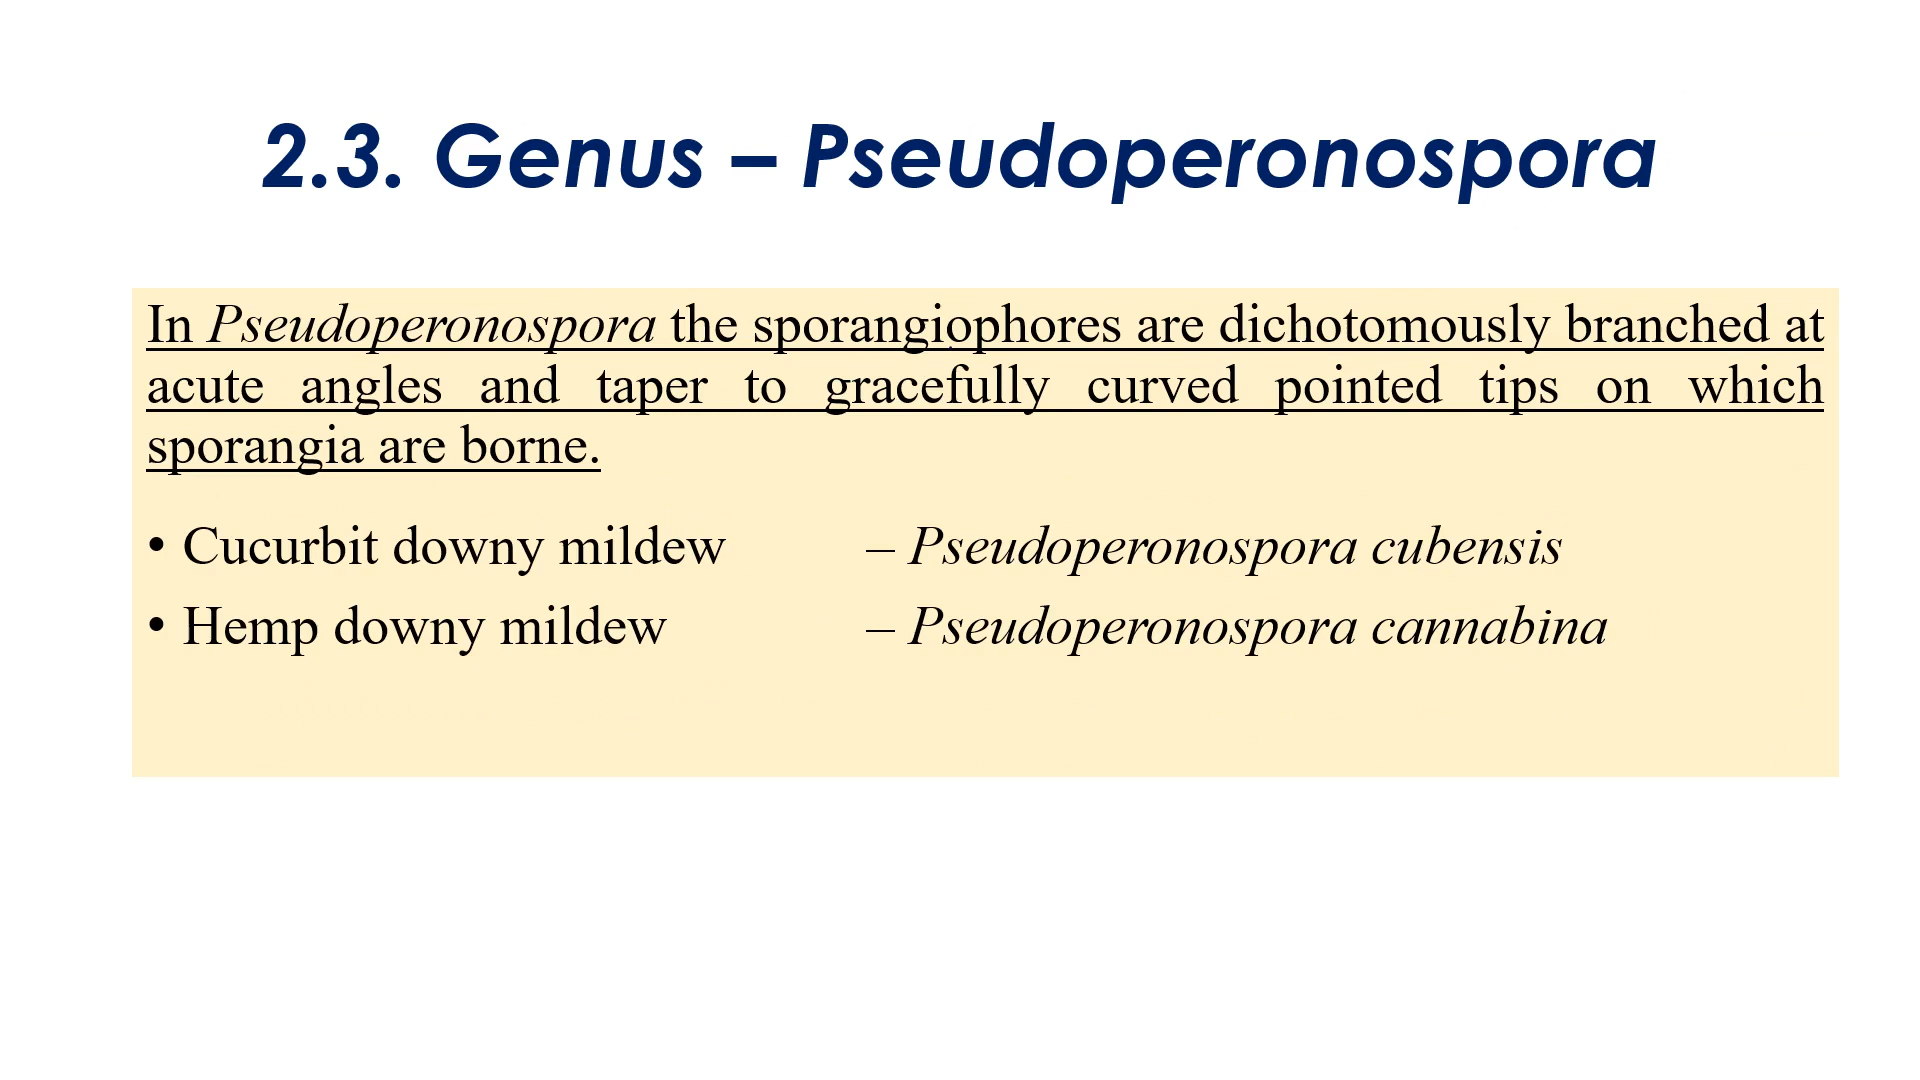 2.3. Genus – Pseudoperonospora
In Pseudoperonospora the sporangiophores are dichotomously branched at
acute angles and taper to gracefully curved pointed tips on which
sporangia are borne.
• Cucurbit downy mildew – Pseudoperonospora cubensis
• Hemp downy mildew – Pseudoperonospora cannabina